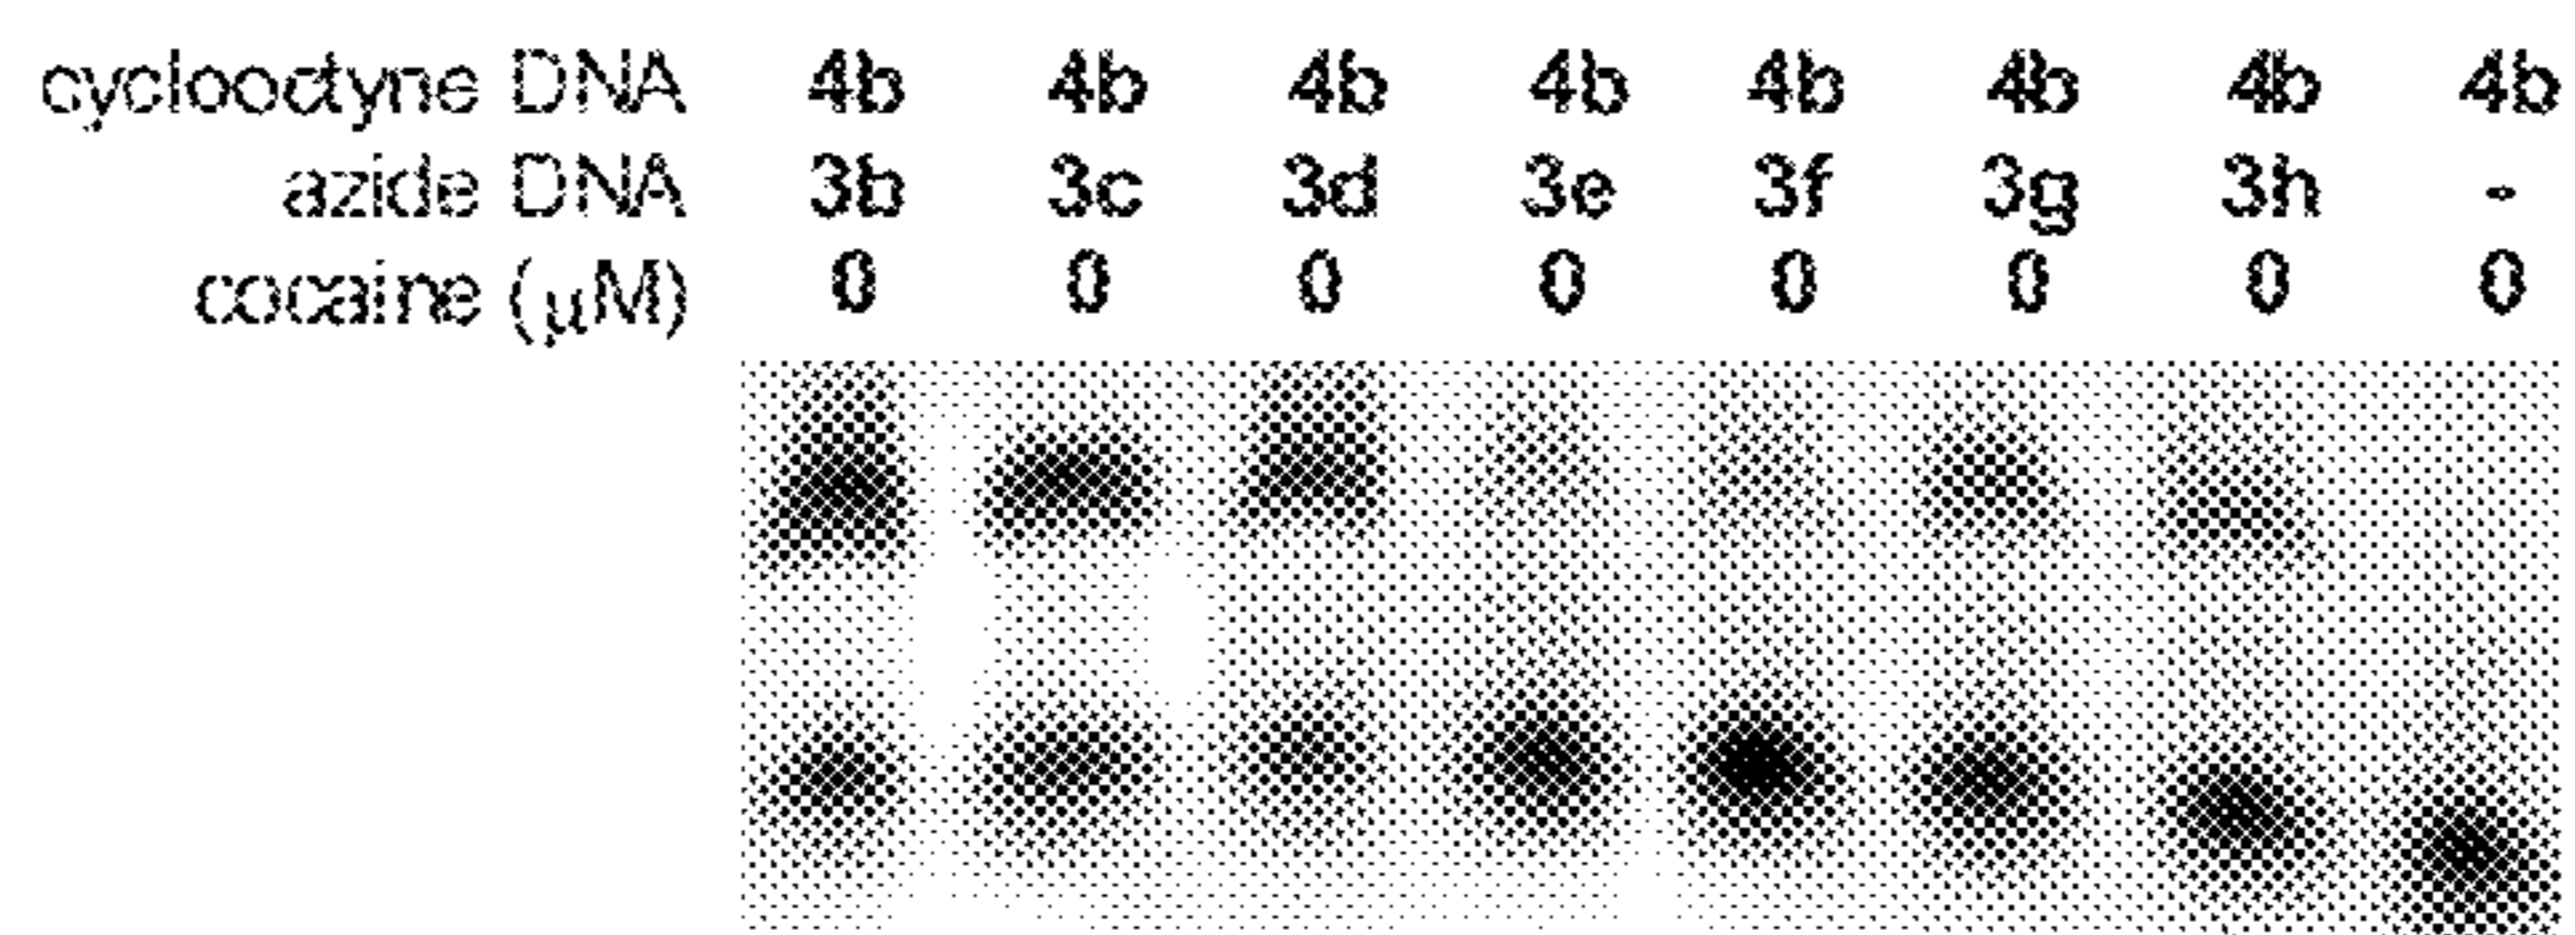 cyclooctyne DNA 4b 4b 4b 4b 4b 4b 4b 4b
azide DNA 3b 3c 3d 3e 3f 3g 3h -
cocaine (μM) 0 0 0 0 0 0 0 0